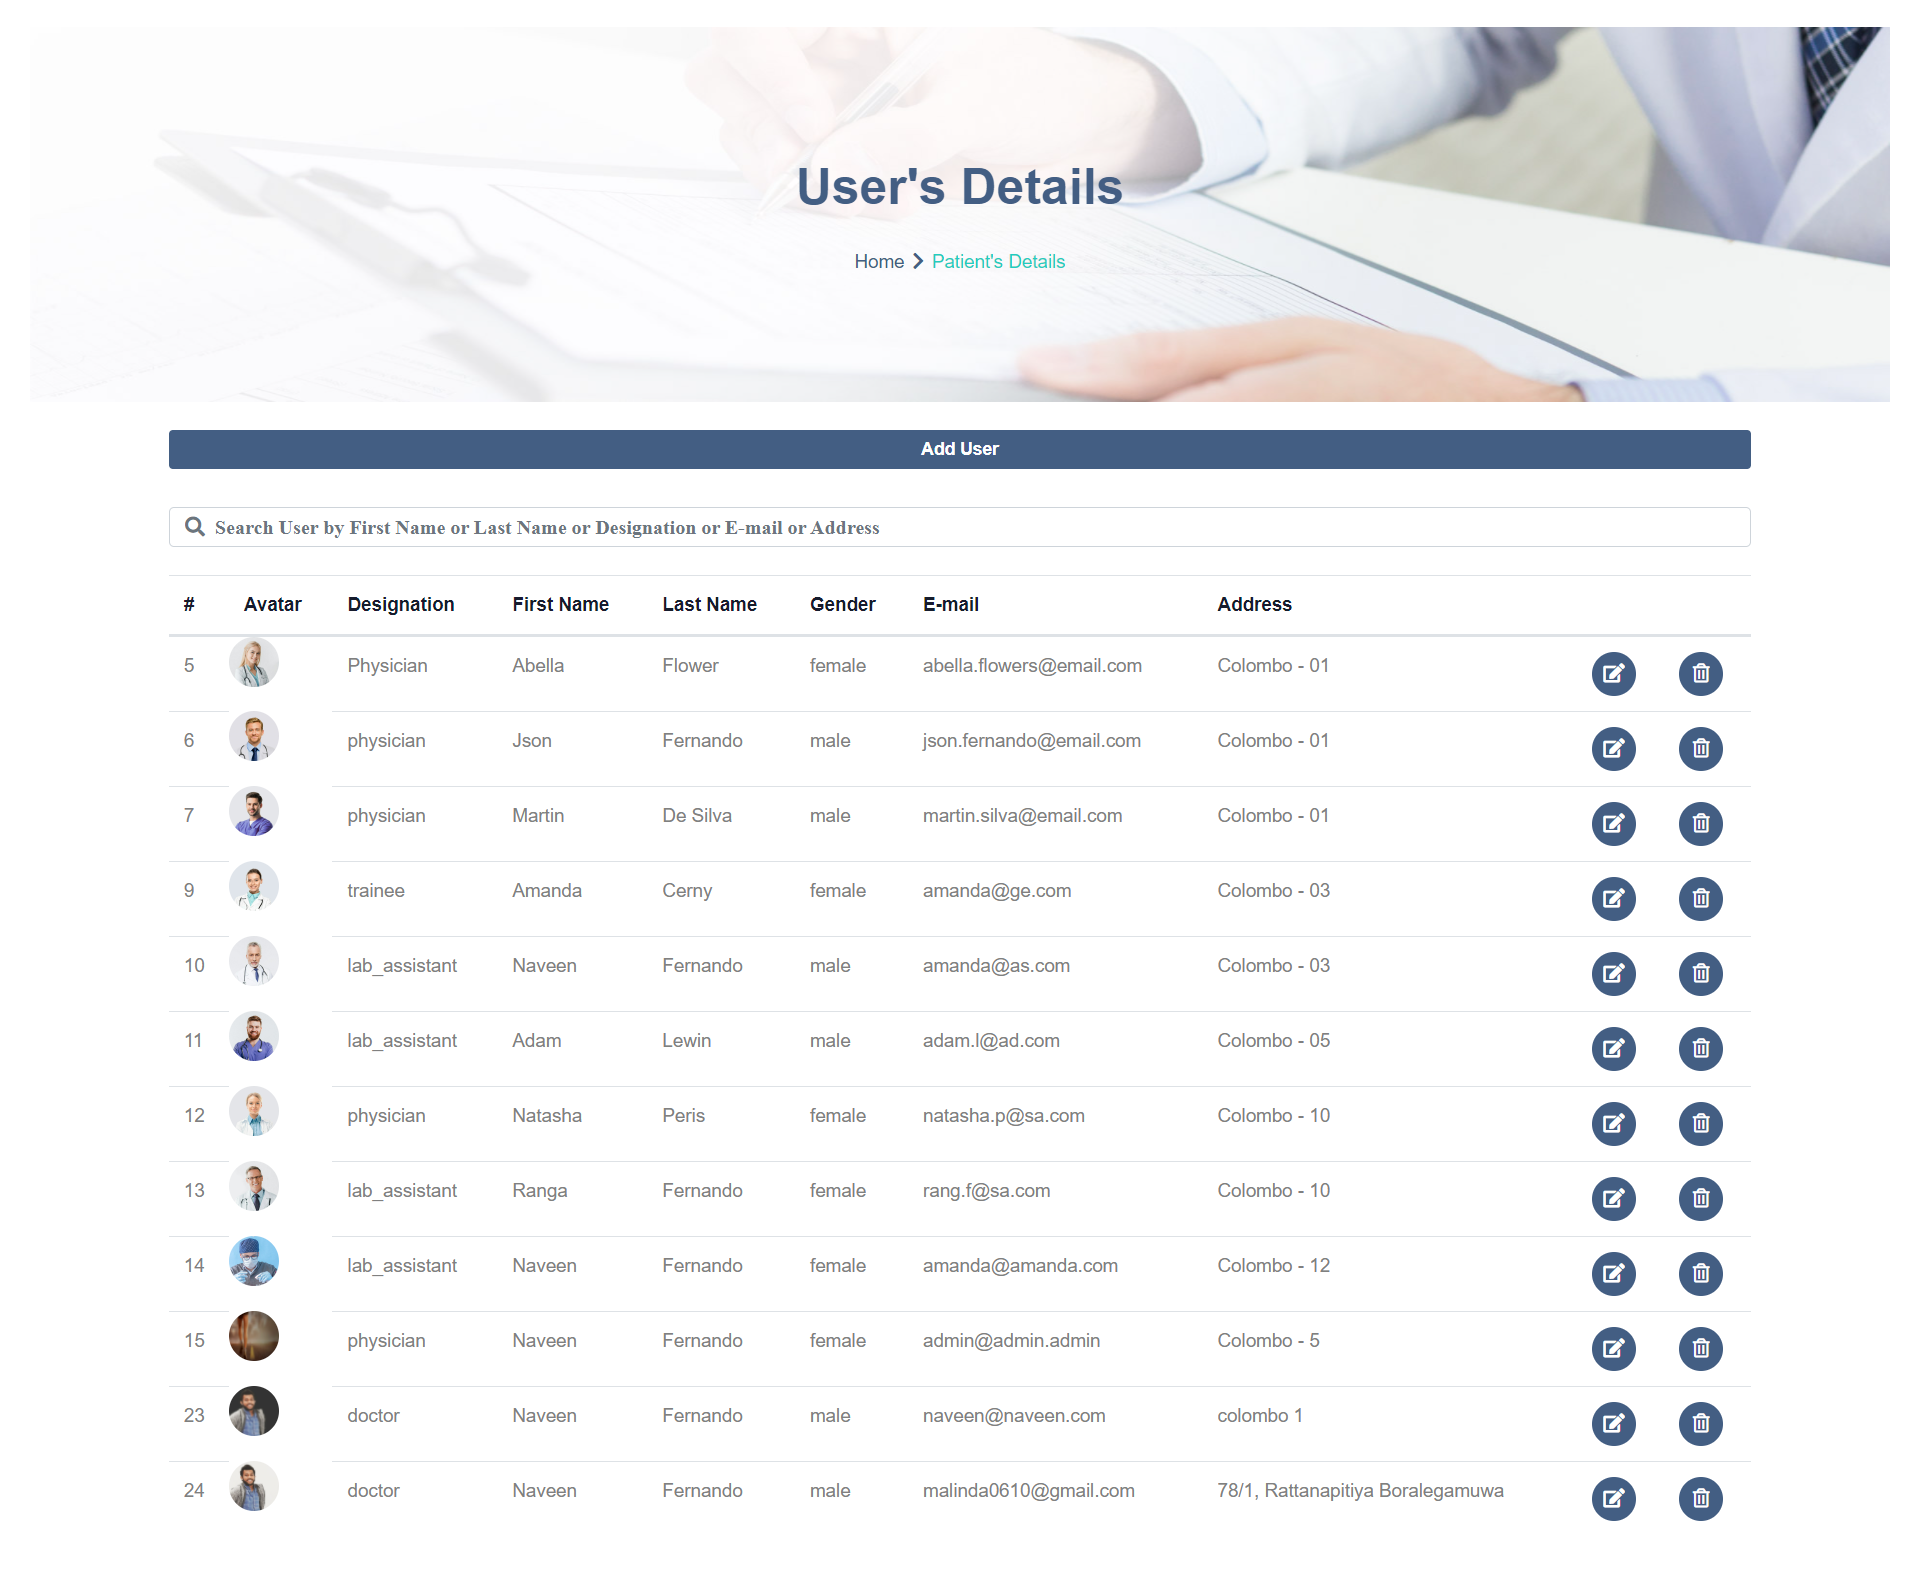 User's Details
Home Patient's Details
Add User
Search User by First Name or Last Name or Designation or E-mail or Address
# Avatar Designation First Name Last Name Gender E-mail Address
5 Physician Abella Flower female abella.flowers@email.com Colombo - 01
6 physician Json Fernando male json.fernando@email.com Colombo - 01
7 physician Martin De Silva male martin.silva@email.com Colombo - 01
9 trainee Amanda Cerny female amanda@ge.com Colombo - 03
10 lab_assistant Naveen Fernando male amanda@as.com Colombo - 03
11 lab_assistant Adam Lewin male adam.l@ad.com Colombo - 05
12 physician Natasha Peris female natasha.p@sa.com Colombo - 10
13 lab_assistant Ranga Fernando female rang.f@sa.com Colombo - 10
14 lab_assistant Naveen Fernando female amanda@amanda.com Colombo - 12
15 physician Naveen Fernando female admin@admin.admin Colombo - 5
23 doctor Naveen Fernando male naveen@naveen.com colombo 1
24 doctor Naveen Fernando male malinda0610@gmail.com 78/1, Rattanapitiya Boralegamuwa